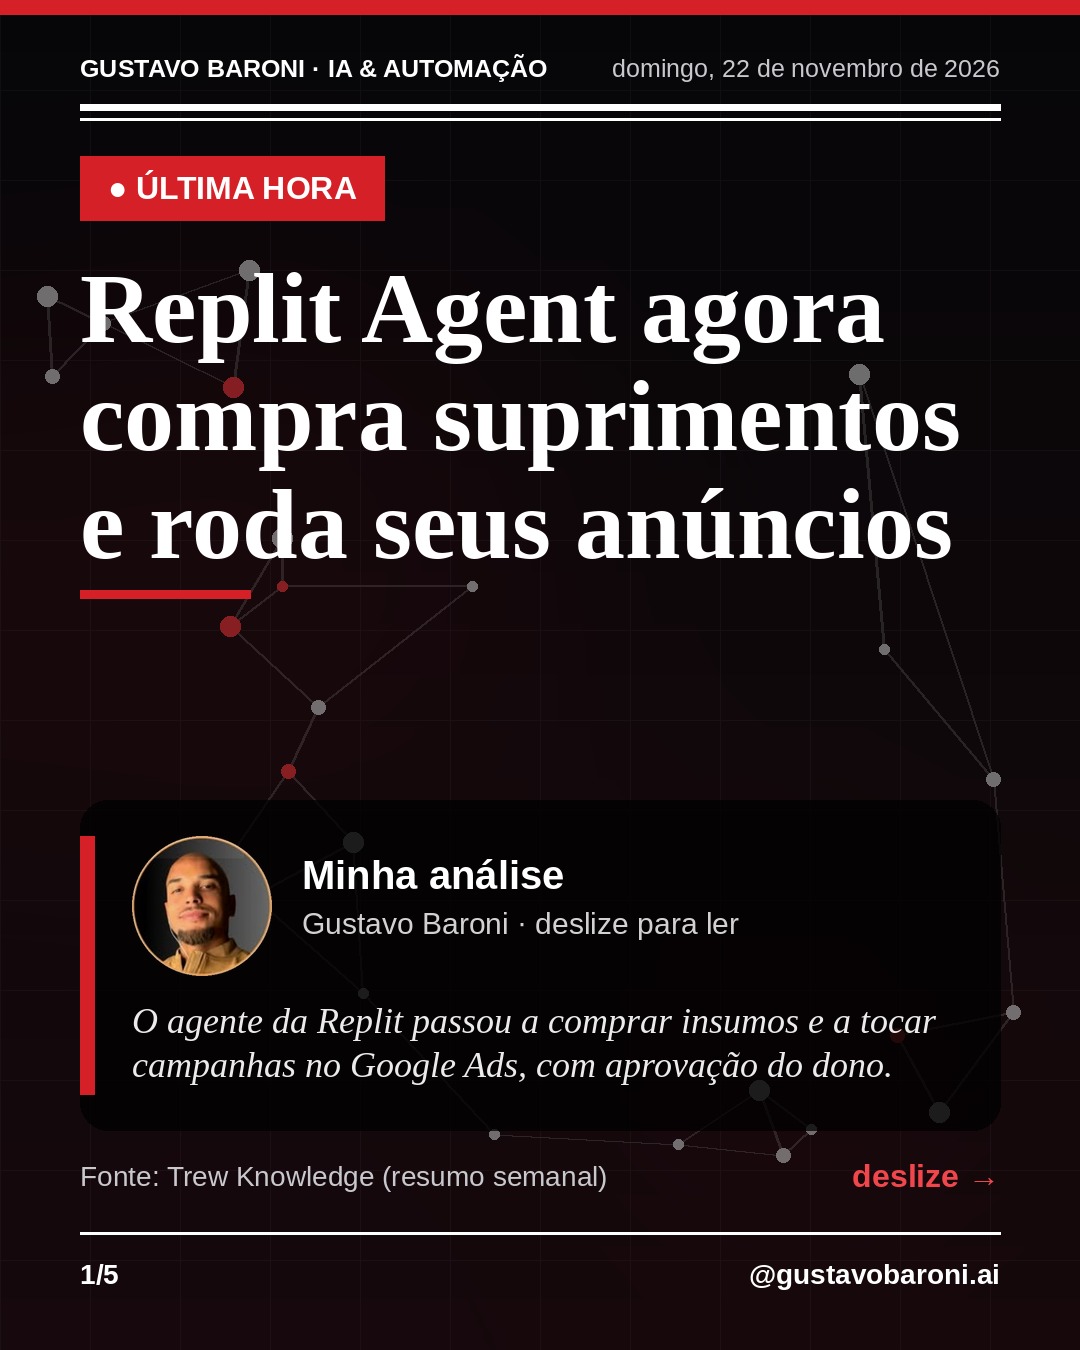 GUSTAVO BARONI · IA & AUTOMAÇÃO
domingo, 22 de novembro de 2026
● ÚLTIMA HORA
Replit Agent agora
compra suprimentos
e roda seus anúncios
Minha análise
Gustavo Baroni · deslize para ler
O agente da Replit passou a comprar insumos e a tocar
campanhas no Google Ads, com aprovação do dono.
Fonte: Trew Knowledge (resumo semanal)
deslize →
1/5
@gustavobaroni.ai